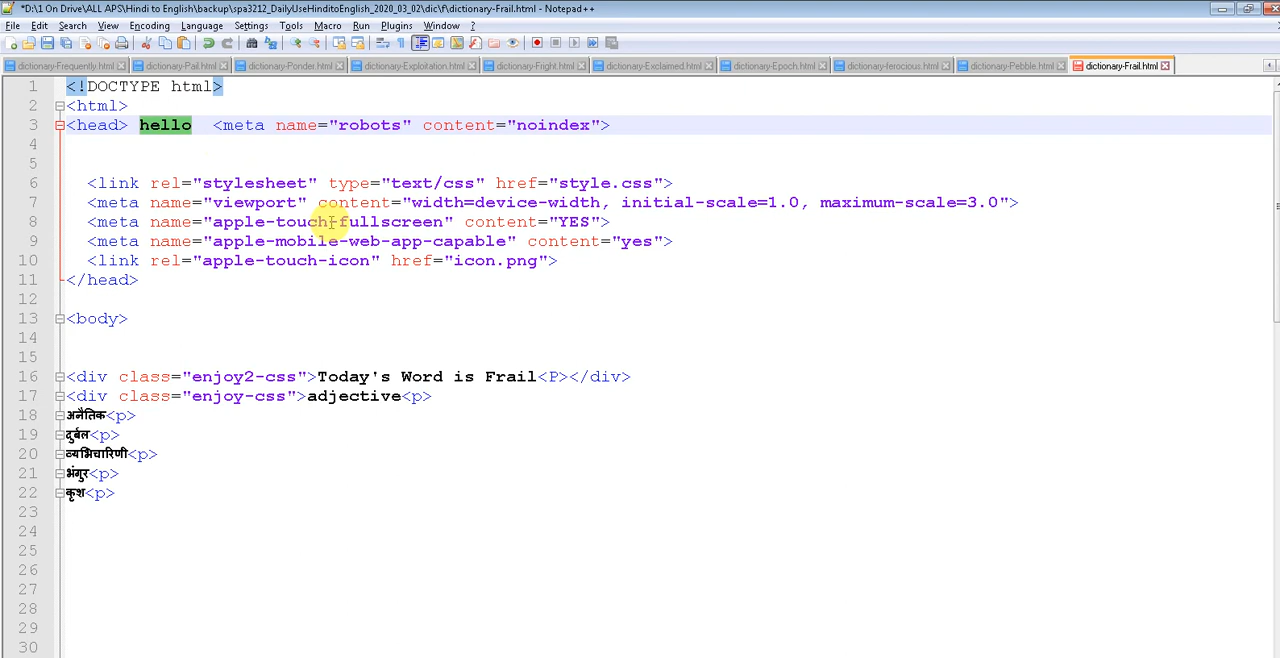 *D:\1 On Drive\ALL APS\Hindi to English\backup\spa3212_DailyUseHinditoEnglish_2020_03_02\dic\f\dictionary-Frail.html - Notepad++
File Edit Search View Encoding Language Settings Tools Macro Run Plugins Window ?
dictionary-Frequently.html dictionary-Pail.html dictionary-Ponder.html dictionary-Exploitation.html dictionary-Fright.html dictionary-Exclaimed.html dictionary-Epoch.html dictionary-ferocious.html dictionary-Pebble.html dictionary-Frail.html
1 <!DOCTYPE html>
2 <html>
3 <head> hello <meta name="robots" content="noindex">
4
5
6 <link rel="stylesheet" type="text/css" href="style.css">
7 <meta name="viewport" content="width=device-width, initial-scale=1.0, maximum-scale=3.0">
8 <meta name="apple-touch-fullscreen" content="YES">
9 <meta name="apple-mobile-web-app-capable" content="yes">
10 <link rel="apple-touch-icon" href="icon.png">
11 </head>
12
13 <body>
14
15
16 <div class="enjoy2-css">Today's Word is Frail<P></div>
17 <div class="enjoy-css">adjective<p>
18 अनैतिक<p>
19 दुर्बल<p>
20 व्यभिचारिणी<p>
21 भंगुर<p>
22 कृश<p>
23
24
25
26
27
28
29
30